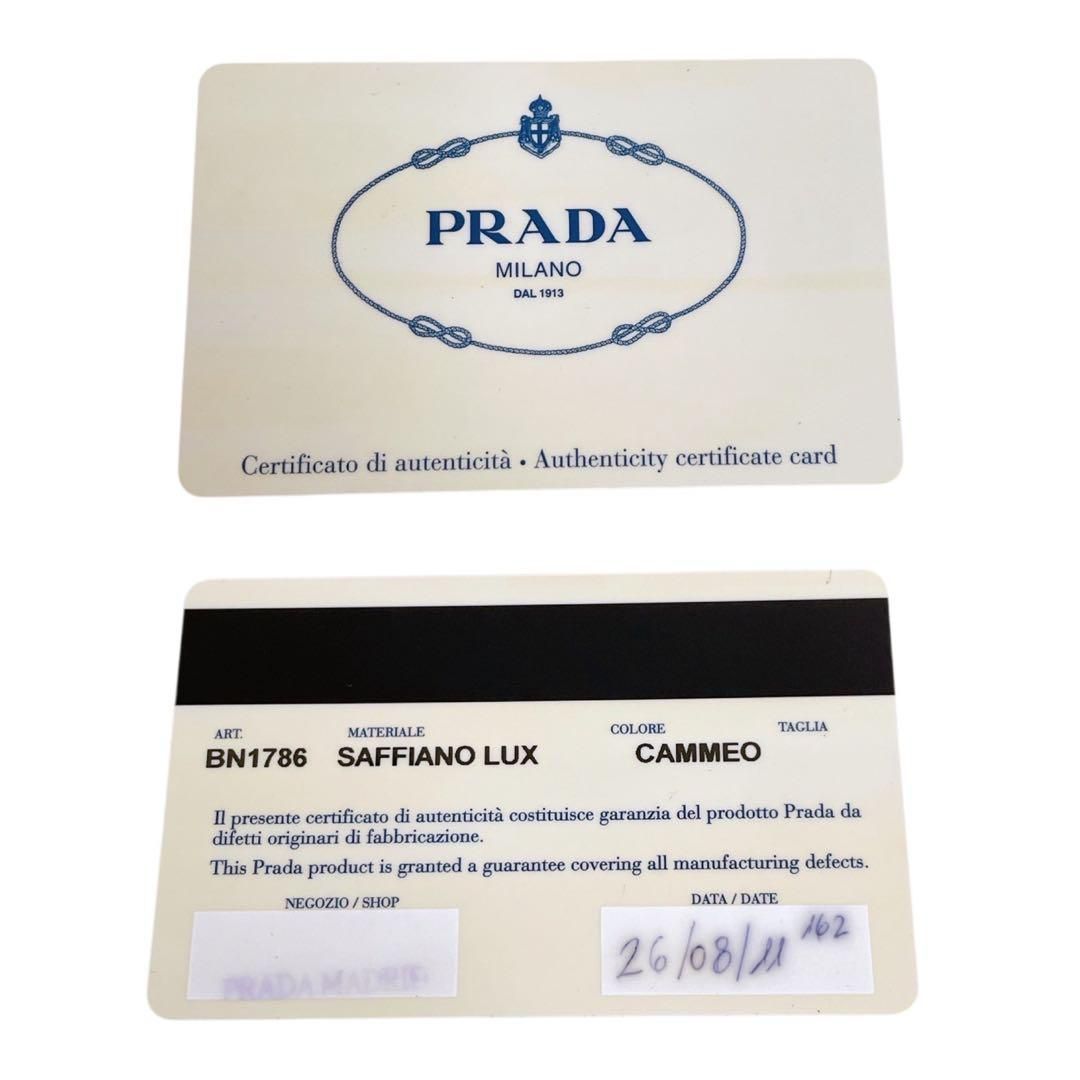 PRADA
MILANO
DAL 1913
Certificato di autenticità • Authenticity certificate card
ART. MATERIALE COLORE TAGLIA
BN1786 SAFFIANO LUX CAMMEO
Il presente certificato di autenticità costituisce garanzia del prodotto Prada da
difetti originari di fabbricazione.
This Prada product is granted a guarantee covering all manufacturing defects.
NEGOZIO / SHOP DATA / DATE
PRADA MADRID 26/08/11 162